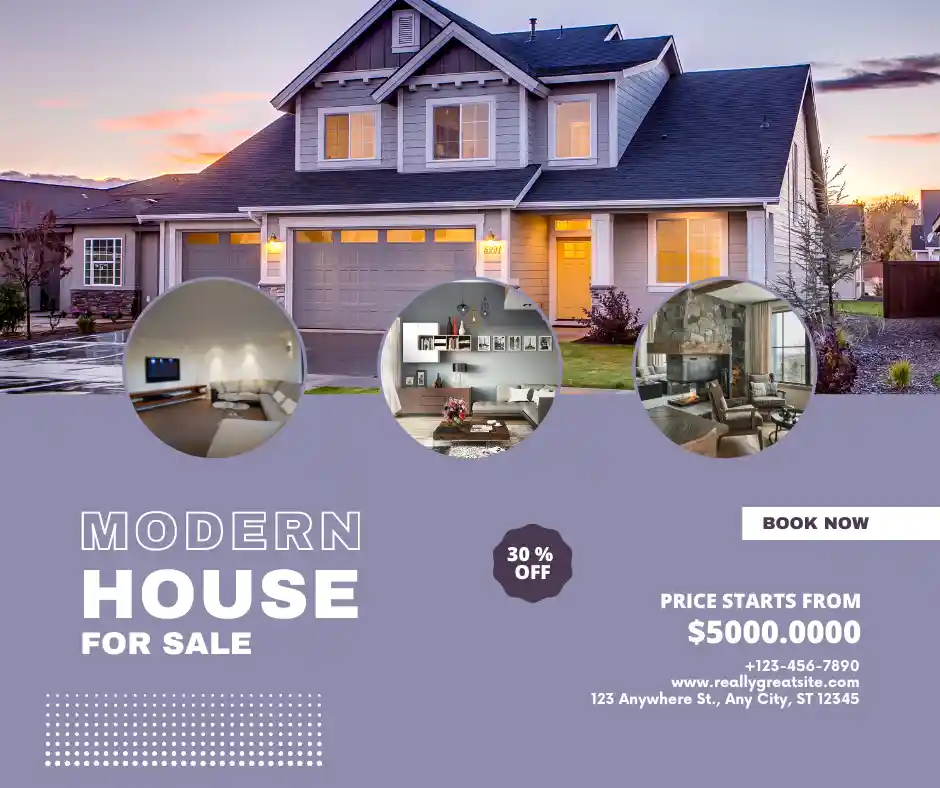 MODERN
HOUSE
FOR SALE
30 %
OFF
BOOK NOW
PRICE STARTS FROM
$5000.0000
+123-456-7890
www.reallygreatsite.com
123 Anywhere St., Any City, ST 12345